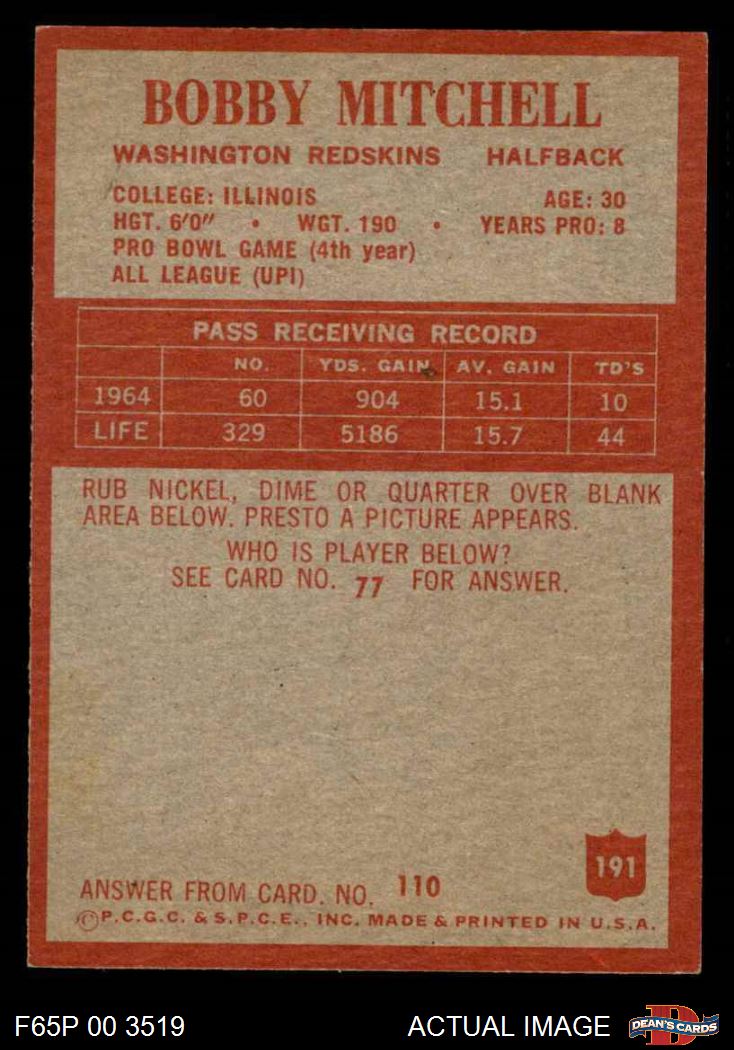 BOBBY MITCHELL
WASHINGTON REDSKINS HALFBACK
COLLEGE: ILLINOIS AGE: 30
HGT. 6'0" • WGT. 190 • YEARS PRO: 8
PRO BOWL GAME (4th year)
ALL LEAGUE (UPI)
PASS RECEIVING RECORD
NO. YDS. GAIN AV. GAIN TD'S
1964 60 904 15.1 10
LIFE 329 5186 15.7 44
RUB NICKEL, DIME OR QUARTER OVER BLANK
AREA BELOW. PRESTO A PICTURE APPEARS.
WHO IS PLAYER BELOW?
SEE CARD NO. 77 FOR ANSWER.
191
ANSWER FROM CARD. NO. 110
©P.C.G.C. & S.P.C.E., INC. MADE & PRINTED IN U.S.A.
F65P 00 3519 ACTUAL IMAGE D DEAN'S CARDS